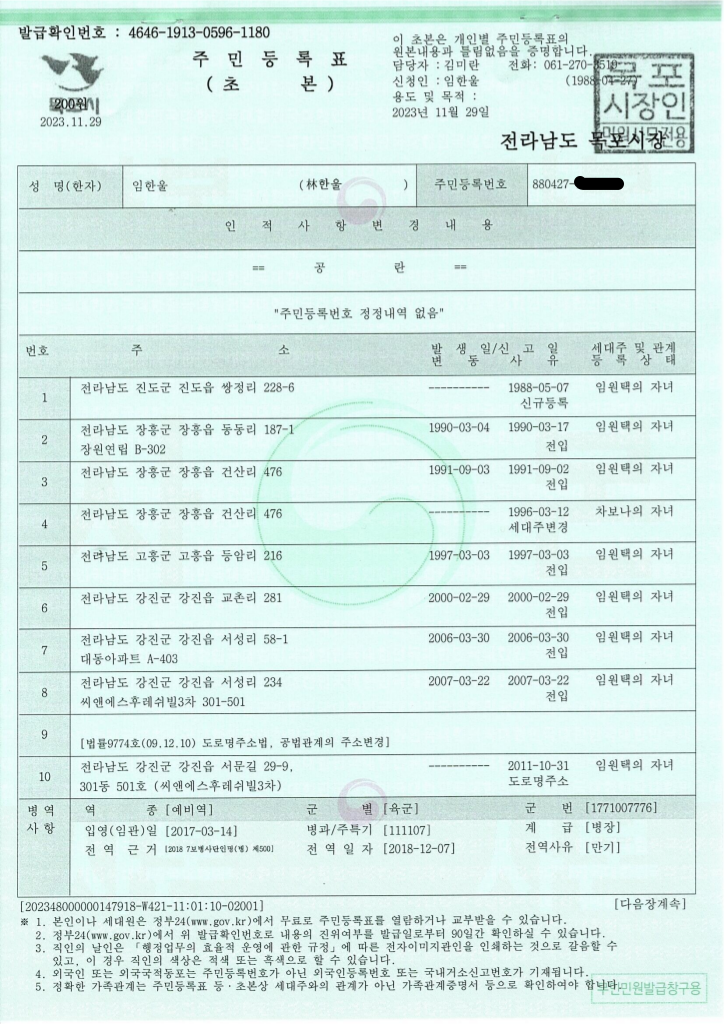 발급확인번호 : 4646-1913-0596-1180
주 민 등 록 표
( 초 본 )
이 초본은 개인별 주민등록표의
원본내용과 틀림없음을 증명합니다.
담당자 : 김미란 전화: 061-270-3519
신청인 : 임한울 (1988-04-27)
용도 및 목적 :
2023년 11월 29일
200원
2023.11.29
목포
시장인
민원사무전용
전라남도 목포시장
성 명(한자) 임한울 (林한울 ) 주민등록번호 880427-
인 적 사 항 변 경 내 용
== 공 란 ==
"주민등록번호 정정내역 없음"
번호 주 소 발 생 일/신 고 일 세대주 및 관계
변 동 사 유 등 록 상 태
1 전라남도 진도군 진도읍 쌍정리 228-6 ---------- 1988-05-07 임원택의 자녀
신규등록
2 전라남도 장흥군 장흥읍 동동리 187-1 1990-03-04 1990-03-17 임원택의 자녀
장원연립 B-302 전입
3 전라남도 장흥군 장흥읍 건산리 476 1991-09-03 1991-09-02 임원택의 자녀
전입
4 전라남도 장흥군 장흥읍 건산리 476 ---------- 1996-03-12 차보나의 자녀
세대주변경
5 전라남도 고흥군 고흥읍 등암리 216 1997-03-03 1997-03-03 임원택의 자녀
전입
6 전라남도 강진군 강진읍 교촌리 281 2000-02-29 2000-02-29 임원택의 자녀
전입
7 전라남도 강진군 강진읍 서성리 58-1 2006-03-30 2006-03-30 임원택의 자녀
대동아파트 A-403 전입
8 전라남도 강진군 강진읍 서성리 234 2007-03-22 2007-03-22 임원택의 자녀
씨앤에스후레쉬빌3차 301-501 전입
9
[법률9774호(09.12.10) 도로명주소법, 공법관계의 주소변경]
10 전라남도 강진군 강진읍 서문길 29-9, ---------- 2011-10-31 임원택의 자녀
301동 501호 (씨앤에스후레쉬빌3차) 도로명주소
병 역 역 종 [예비역] 군 별 [육군] 군 번 [1771007776]
사 항 입영(임관)일 [2017-03-14] 병과/주특기 [111107] 계 급 [병장]
전 역 근 거 [2018 7보병사단인명(병) 제500] 전 역 일 자 [2018-12-07] 전역사유 [만기]
[202348000000147918-W421-11:01:10-02001] [다음장계속]
※ 1. 본인이나 세대원은 정부24(www.gov.kr)에서 무료로 주민등록표를 열람하거나 교부받을 수 있습니다.
2. 정부24(www.gov.kr)에서 위 발급확인번호로 내용의 진위여부를 발급일로부터 90일간 확인하실 수 있습니다.
3. 직인의 날인은 「행정업무의 효율적 운영에 관한 규정」에 따른 전자이미지관인을 인쇄하는 것으로 갈음할 수
있고, 이 경우 직인의 색상은 적색 또는 흑색으로 할 수 있습니다.
4. 외국인 또는 외국국적동포는 주민등록번호가 아닌 외국인등록번호 또는 국내거소신고번호가 기재됩니다.
5. 정확한 가족관계는 주민등록표 등·초본상 세대주와의 관계가 아닌 가족관계증명서 등으로 확인하여야 합니다.
무인민원발급창구용